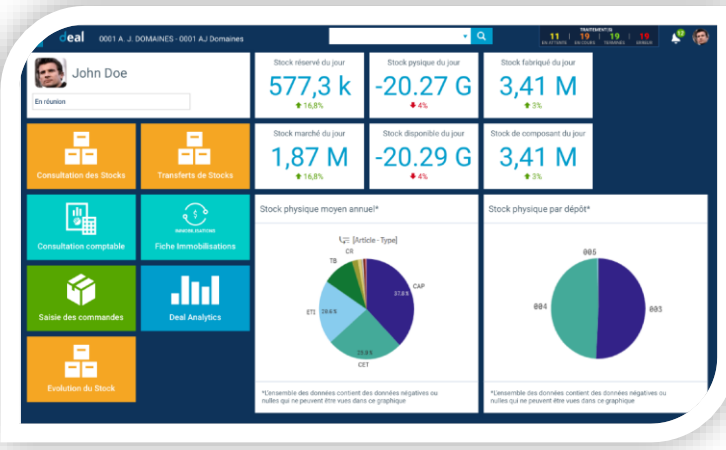 deal 0001 A. J. DOMAINES - 0001 AJ Domaines
TRAITEMENT(S)
11 | 19 | 19 | 19
EN ATTENTE EN COURS TERMINÉS ERREUR
12
John Doe
En réunion
Stock réservé du jour
577,3 k
16,8%
Stock pysique du jour
-20.27 G
4%
Stock fabriqué du jour
3,41 M
3%
Stock marché du jour
1,87 M
16,8%
Stock disponible du jour
-20.29 G
4%
Stock de composant du jour
3,41 M
3%
Consultation des Stocks
Transferts de Stocks
Consultation comptable
IMMOBILISATIONS
Fiche Immobilisations
Saisie des commandes
Deal Analytics
Evolution du Stock
Stock physique moyen annuel*
[Article - Type]
CR
TB
CAP
37.8 %
ETI
CET
*L'ensemble des données contient des données négatives ou
nulles qui ne peuvent être vues dans ce graphique
Stock physique par dépôt*
005
004
003
*L'ensemble des données contient des données négatives ou
nulles qui ne peuvent être vues dans ce graphique